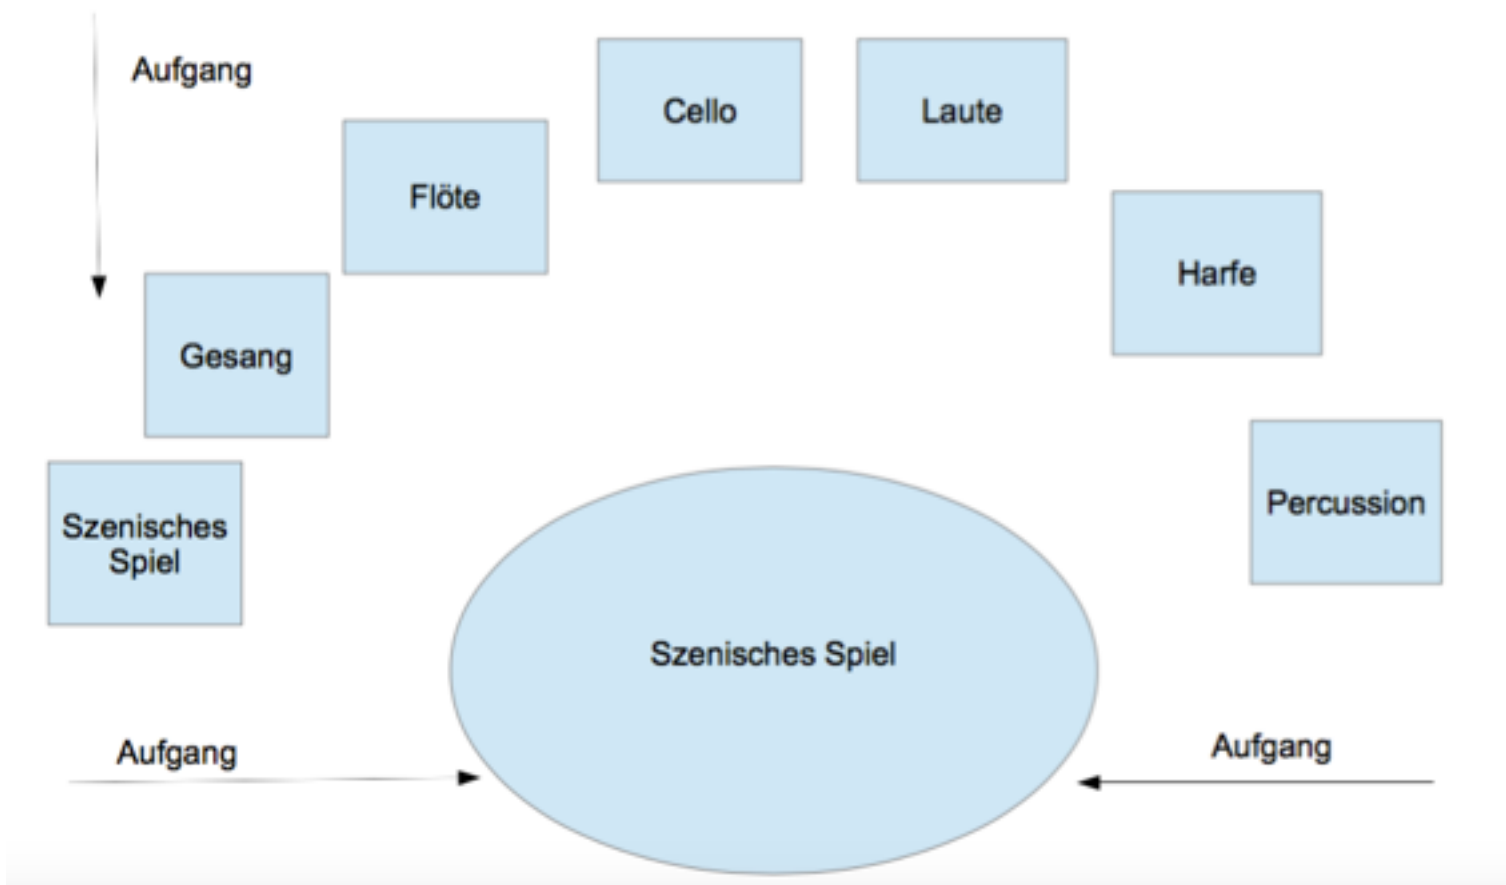 Aufgang
Cello
Laute
Flöte
Harfe
Gesang
Percussion
Szenisches
Spiel
Szenisches Spiel
Aufgang
Aufgang